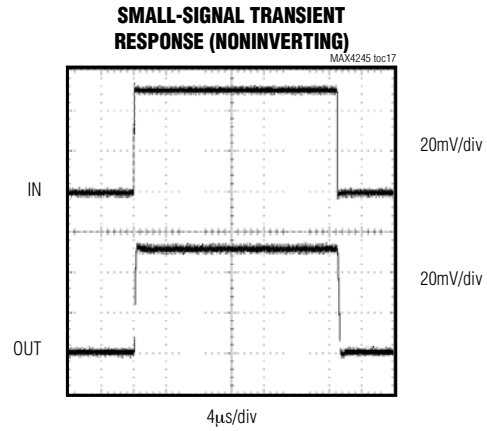 SMALL-SIGNAL TRANSIENT
RESPONSE (NONINVERTING)
MAX4245 toc17
IN
20mV/div
20mV/div
OUT
4μs/div